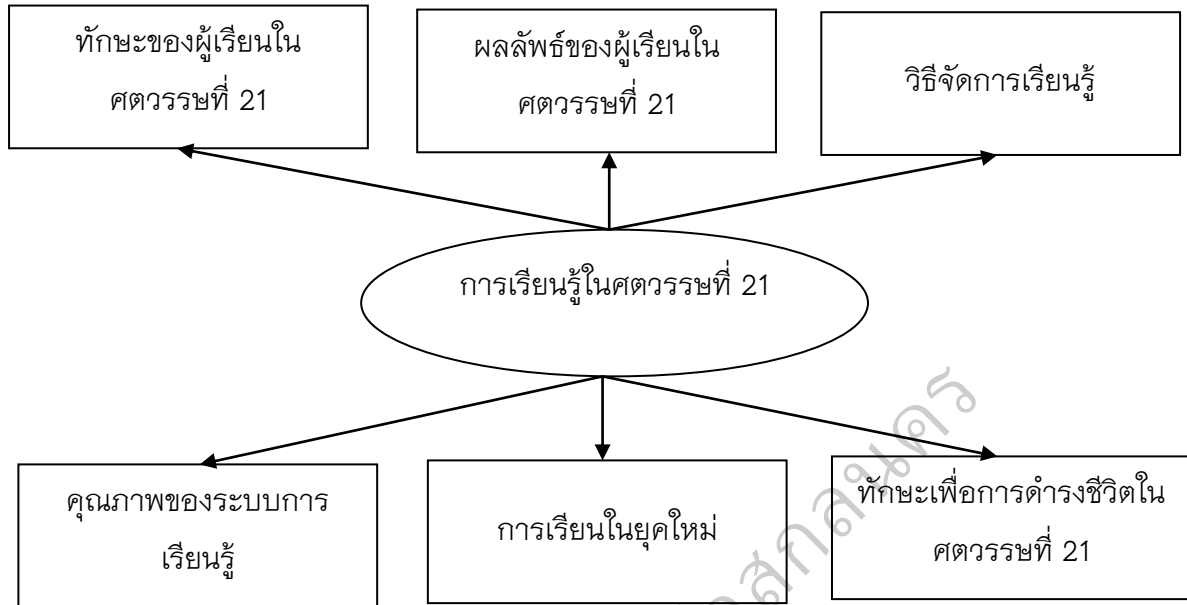 ทักษะของผู้เรียนใน
ศตวรรษที่ 21
ผลลัพธ์ของผู้เรียนใน
ศตวรรษที่ 21
วิธีจัดการเรียนรู้
การเรียนรู้ในศตวรรษที่ 21
คุณภาพของระบบการ
เรียนรู้
การเรียนในยุคใหม่
ทักษะเพื่อการดำรงชีวิตใน
ศตวรรษที่ 21